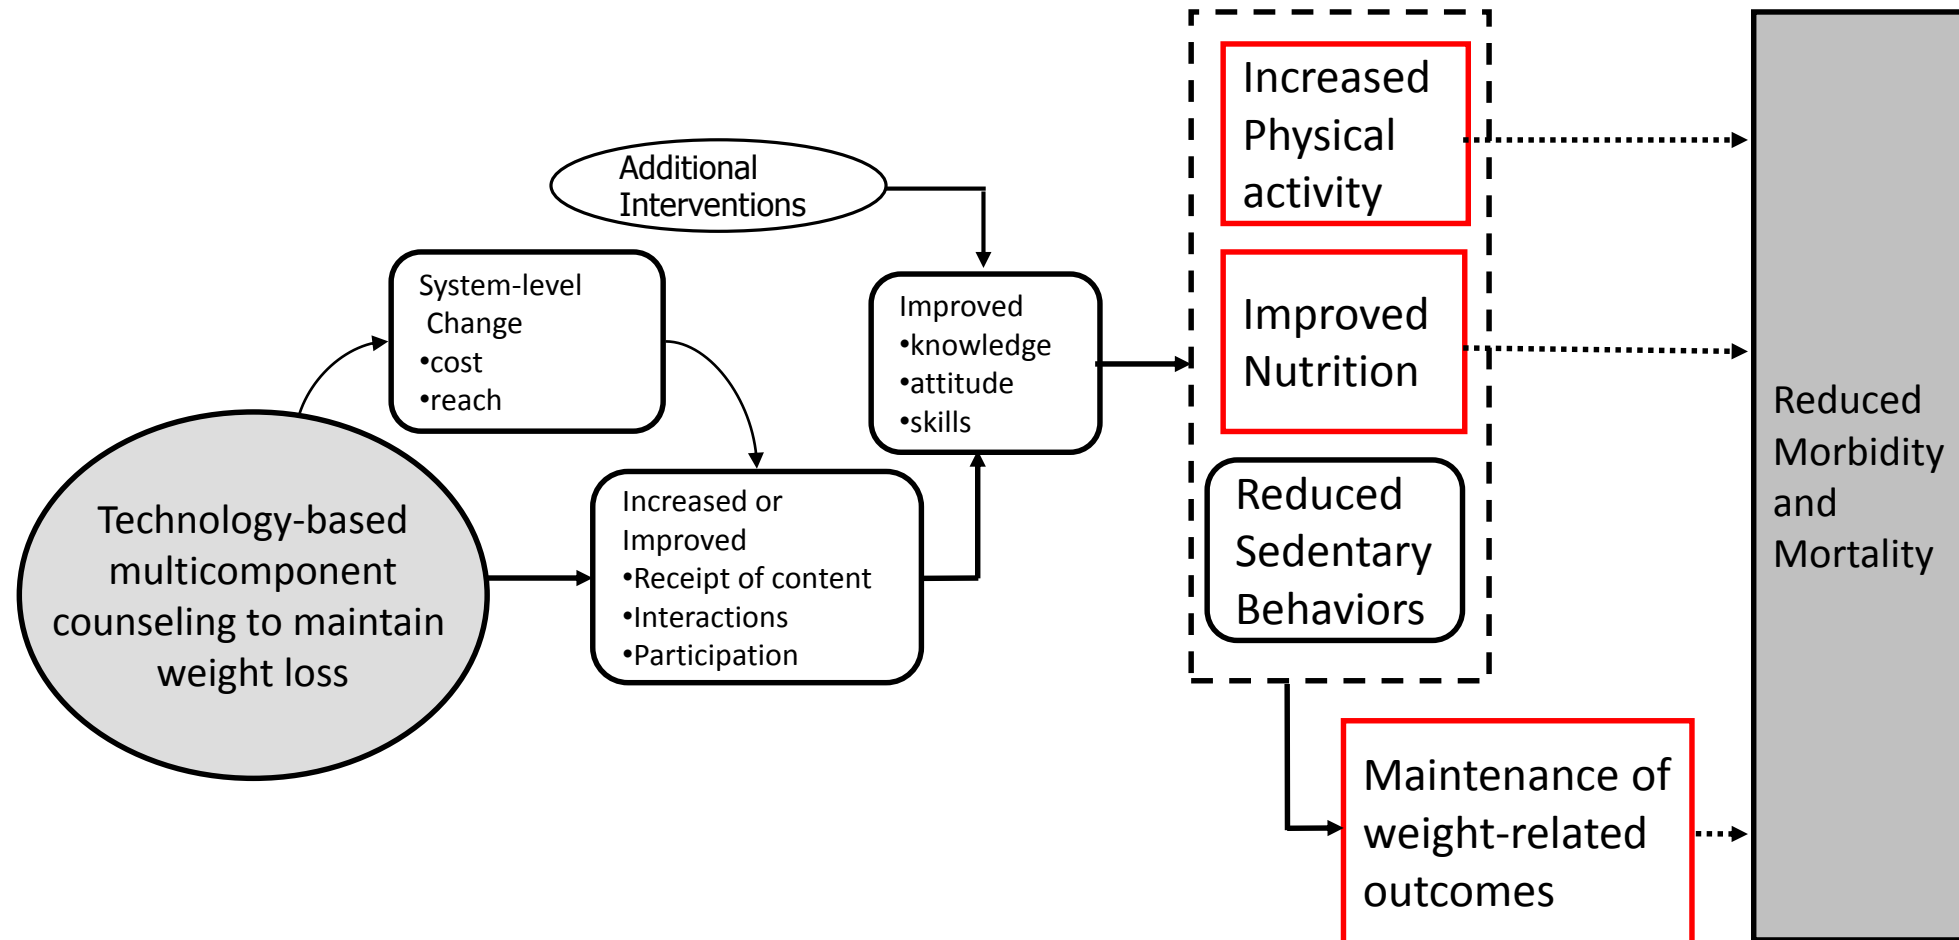 Technology-based
multicomponent
counseling to maintain
weight loss
System-level
Change
•cost
•reach
Increased or
Improved
•Receipt of content
•Interactions
•Participation
Additional
Interventions
Improved
•knowledge
•attitude
•skills
Increased
Physical
activity
Improved
Nutrition
Reduced
Sedentary
Behaviors
Maintenance of
weight-related
outcomes
Reduced
Morbidity
and
Mortality